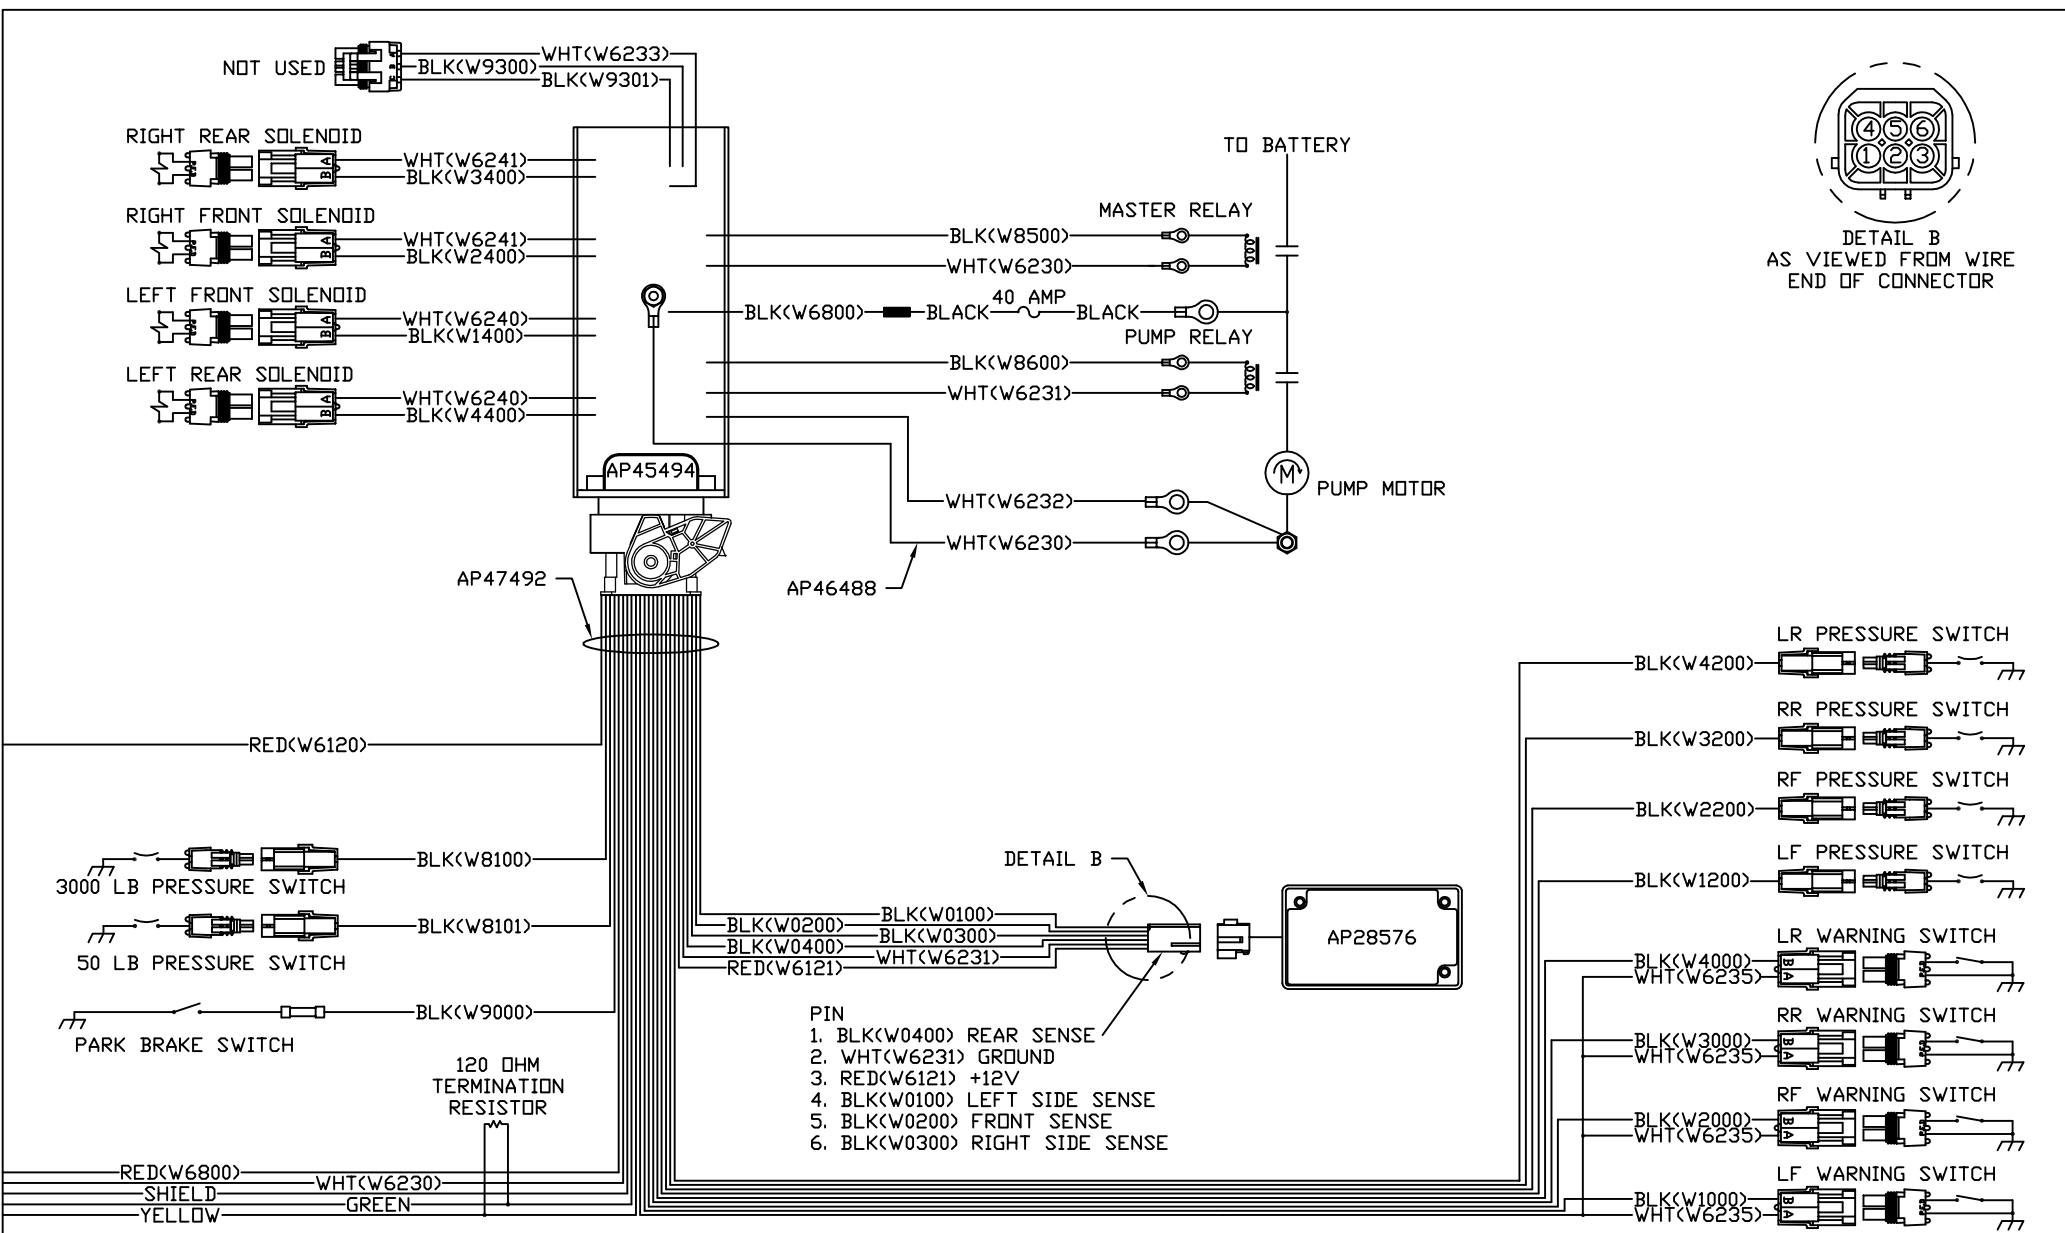 NOT USED
WHT(W6233)
BLK(W9300)
BLK(W9301)
RIGHT REAR SOLENOID
A
B
WHT(W6241)
BLK(W3400)
RIGHT FRONT SOLENOID
A
B
WHT(W6241)
BLK(W2400)
LEFT FRONT SOLENOID
A
B
WHT(W6240)
BLK(W1400)
LEFT REAR SOLENOID
A
B
WHT(W6240)
BLK(W4400)
AP45494
TO BATTERY
MASTER RELAY
BLK(W8500)
WHT(W6230)
BLK(W6800)
BLACK
40 AMP
BLACK
PUMP RELAY
BLK(W8600)
WHT(W6231)
M
PUMP MOTOR
WHT(W6232)
WHT(W6230)
AP46488
AP47492
4 5 6
1 2 3
DETAIL B
AS VIEWED FROM WIRE
END OF CONNECTOR
RED(W6120)
BLK(W8100)
3000 LB PRESSURE SWITCH
BLK(W8101)
50 LB PRESSURE SWITCH
BLK(W9000)
PARK BRAKE SWITCH
120 OHM
TERMINATION
RESISTOR
RED(W6800)
WHT(W6230)
SHIELD
GREEN
YELLOW
DETAIL B
BLK(W0100)
BLK(W0200)
BLK(W0300)
BLK(W0400)
WHT(W6231)
RED(W6121)
AP28576
PIN
1. BLK(W0400) REAR SENSE
2. WHT(W6231) GROUND
3. RED(W6121) +12V
4. BLK(W0100) LEFT SIDE SENSE
5. BLK(W0200) FRONT SENSE
6. BLK(W0300) RIGHT SIDE SENSE
LR PRESSURE SWITCH
BLK(W4200)
RR PRESSURE SWITCH
BLK(W3200)
RF PRESSURE SWITCH
BLK(W2200)
LF PRESSURE SWITCH
BLK(W1200)
LR WARNING SWITCH
BLK(W4000)
WHT(W6235)
B
A
RR WARNING SWITCH
BLK(W3000)
WHT(W6235)
B
A
RF WARNING SWITCH
BLK(W2000)
WHT(W6235)
B
A
LF WARNING SWITCH
BLK(W1000)
WHT(W6235)
B
A